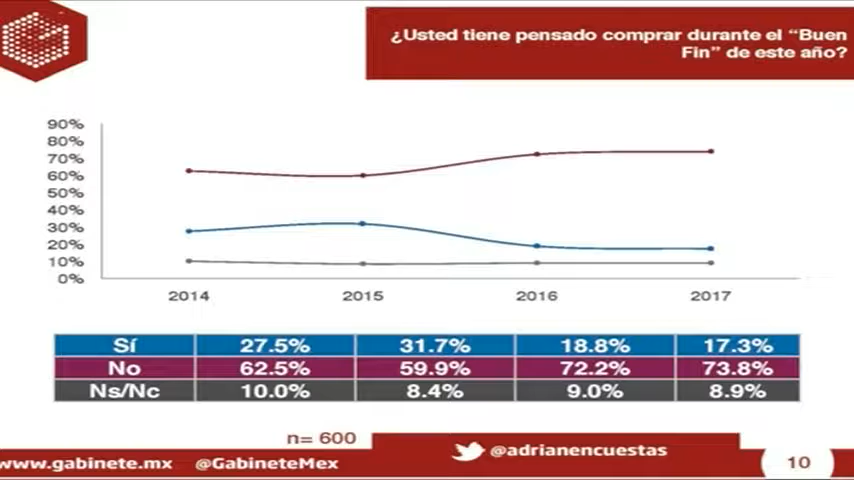 ¿Usted tiene pensado comprar durante el “Buen
Fin” de este año?
90%
80%
70%
60%
50%
40%
30%
20%
10%
0%
2014 2015 2016 2017
Sí 27.5% 31.7% 18.8% 17.3%
No 62.5% 59.9% 72.2% 73.8%
Ns/Nc 10.0% 8.4% 9.0% 8.9%
n= 600
www.gabinete.mx @GabineteMex @adrianencuestas 10